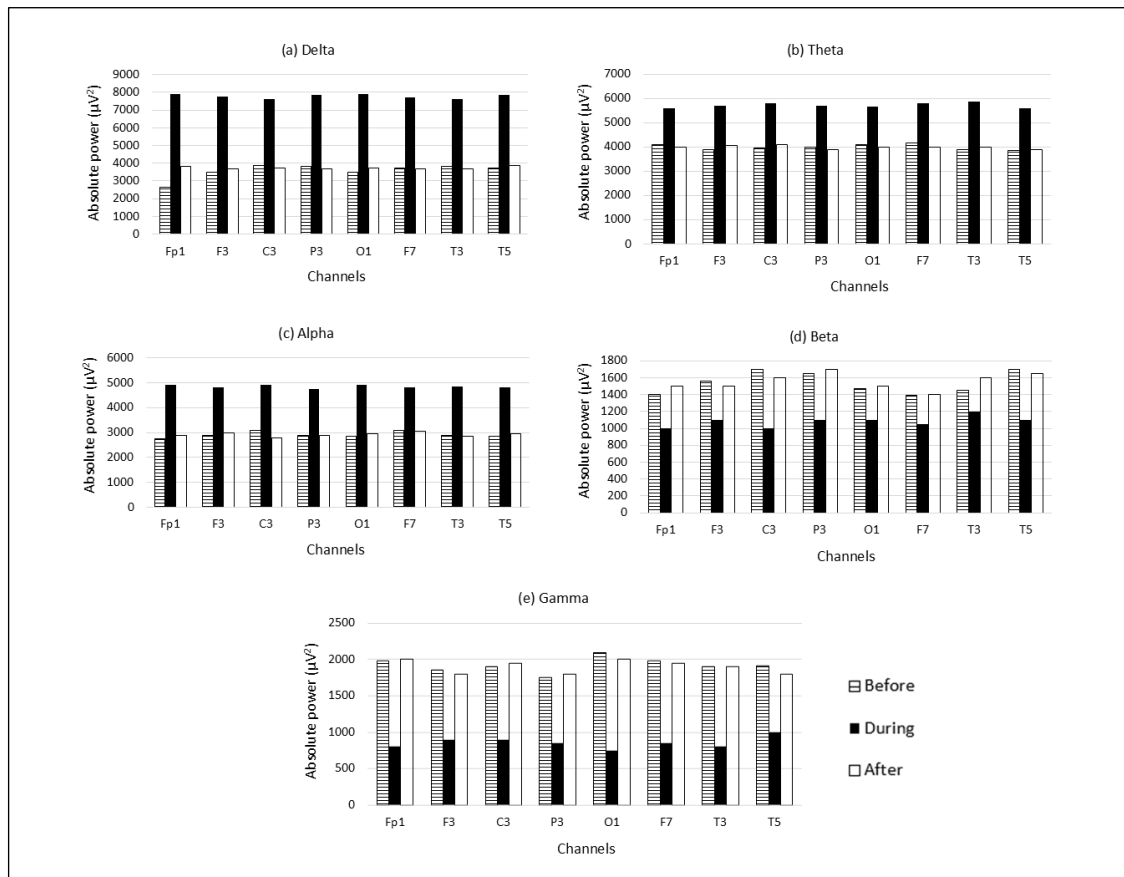 (a) Delta
Absolute power (µV²)
9000
8000
7000
6000
5000
4000
3000
2000
1000
0
Fp1 F3 C3 P3 O1 F7 T3 T5
Channels
(b) Theta
Absolute power (µV²)
7000
6000
5000
4000
3000
2000
1000
0
Fp1 F3 C3 P3 O1 F7 T3 T5
Channels
(c) Alpha
Absolute power (µV²)
6000
5000
4000
3000
2000
1000
0
Fp1 F3 C3 P3 O1 F7 T3 T5
Channels
(d) Beta
Absolute power (µV²)
1800
1600
1400
1200
1000
800
600
400
200
0
Fp1 F3 C3 P3 O1 F7 T3 T5
Channels
(e) Gamma
Absolute power (µV²)
2500
2000
1500
1000
500
0
Fp1 F3 C3 P3 O1 F7 T3 T5
Channels
Before
During
After